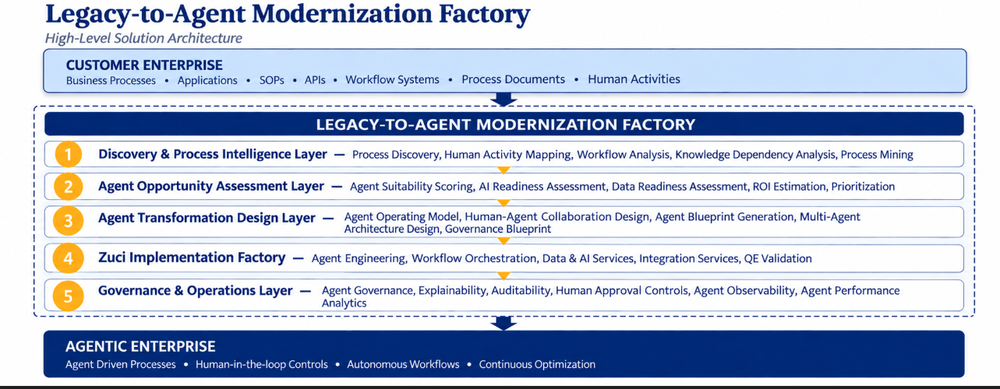 Legacy-to-Agent Modernization Factory
High-Level Solution Architecture
CUSTOMER ENTERPRISE
Business Processes • Applications • SOPs • APIs • Workflow Systems • Process Documents • Human Activities
LEGACY-TO-AGENT MODERNIZATION FACTORY
1 Discovery & Process Intelligence Layer — Process Discovery, Human Activity Mapping, Workflow Analysis, Knowledge Dependency Analysis, Process Mining
2 Agent Opportunity Assessment Layer — Agent Suitability Scoring, AI Readiness Assessment, Data Readiness Assessment, ROI Estimation, Prioritization
3 Agent Transformation Design Layer — Agent Operating Model, Human-Agent Collaboration Design, Agent Blueprint Generation, Multi-Agent
Architecture Design, Governance Blueprint
4 Zuci Implementation Factory — Agent Engineering, Workflow Orchestration, Data & AI Services, Integration Services, QE Validation
5 Governance & Operations Layer — Agent Governance, Explainability, Auditability, Human Approval Controls, Agent Observability, Agent Performance
Analytics
AGENTIC ENTERPRISE
Agent Driven Processes • Human-in-the-loop Controls • Autonomous Workflows • Continuous Optimization